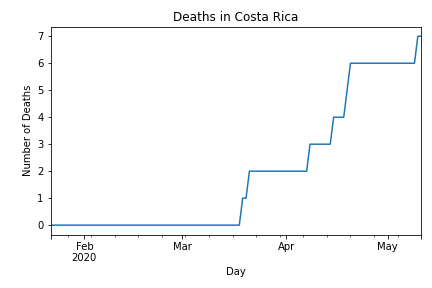 Deaths in Costa Rica
7
6
5
4
3
2
1
0
Number of Deaths
Feb
2020
Mar
Apr
May
Day